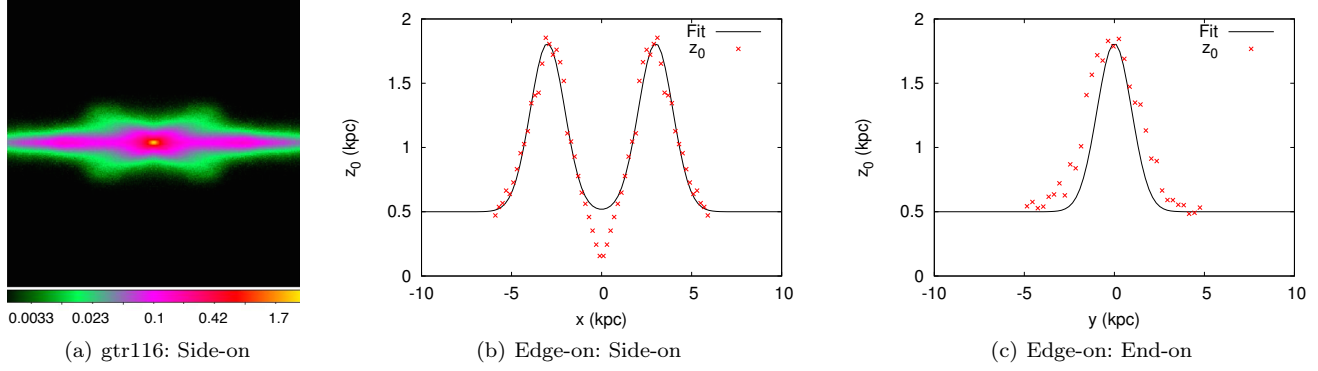 0.0033 0.023 0.1 0.42 1.7
(a) gtr116: Side-on
2
1.5
1
0.5
0
z0 (kpc)
Fit
z0
-10 -5 0 5 10
x (kpc)
(b) Edge-on: Side-on
2
1.5
1
0.5
0
z0 (kpc)
Fit
z0
-10 -5 0 5 10
y (kpc)
(c) Edge-on: End-on